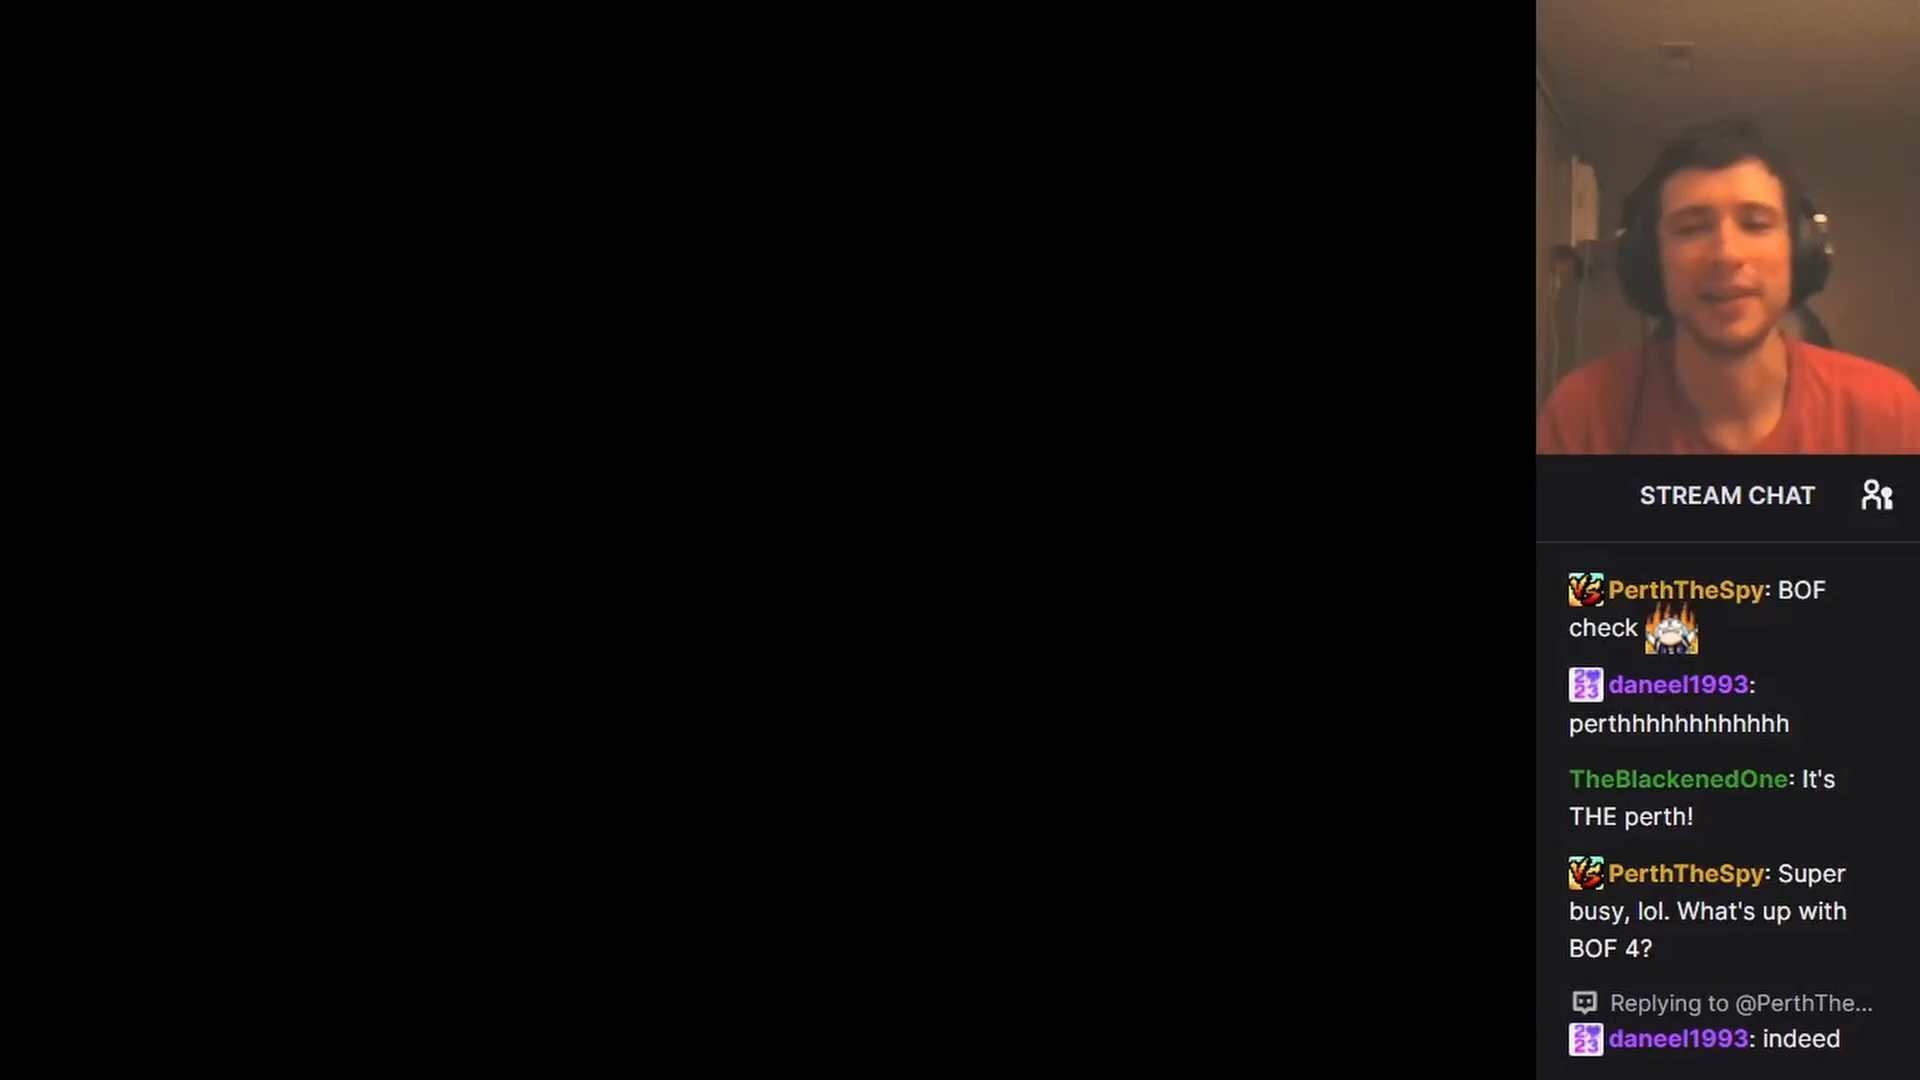 STREAM CHAT
PerthTheSpy: BOF
check
daneel1993:
perthhhhhhhhhhhh
TheBlackenedOne: It's
THE perth!
PerthTheSpy: Super
busy, lol. What's up with
BOF 4?
Replying to @PerthThe...
daneel1993: indeed